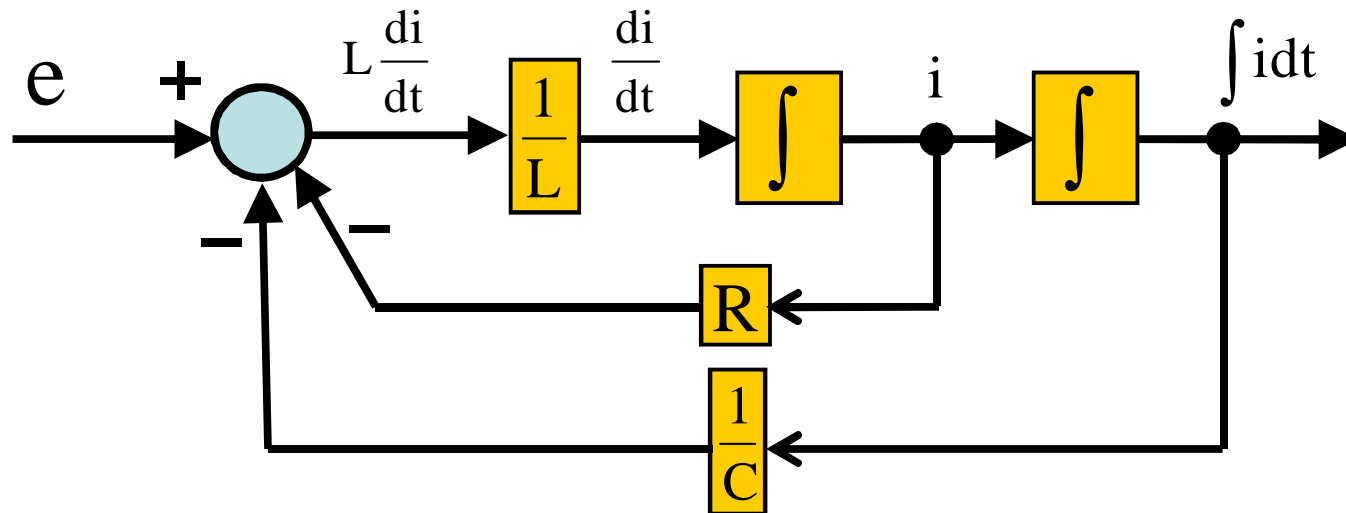 e
+
L di/dt
1/L
di/dt
∫
i
∫
∫ idt
−
−
R
1/C